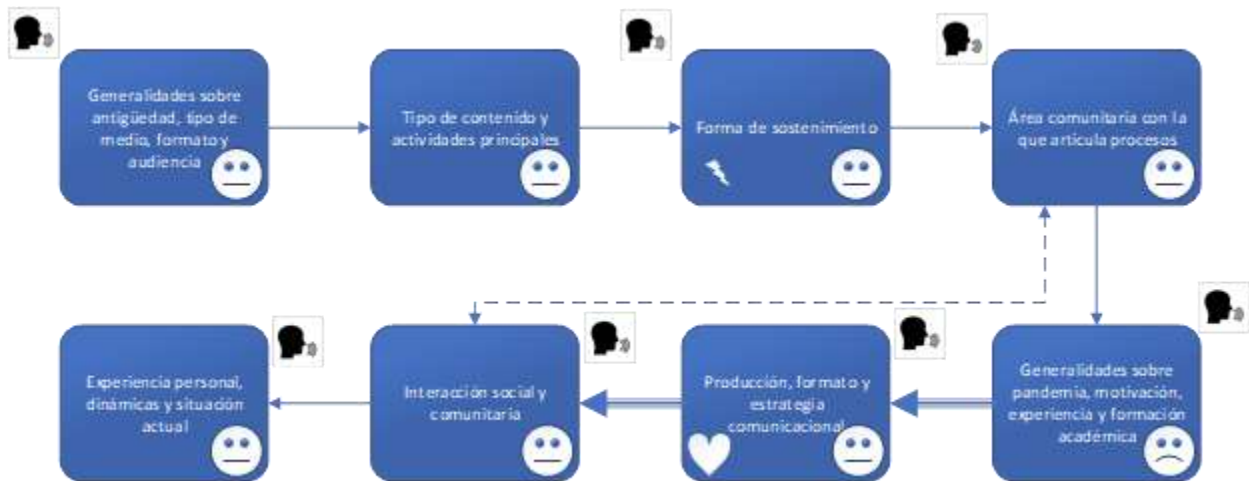 Generalidades sobre
antigüedad, tipo de
medio, formato y
audiencia
Tipo de contenido y
actividades principales
Forma de sostenimiento
Área comunitaria con la
que articula procesos
Generalidades sobre
pandemia, motivación,
experiencia y formación
académica
Producción, formato y
estrategia
comunicacional
Interacción social y
comunitaria
Experiencia personal,
dinámicas y situación
actual